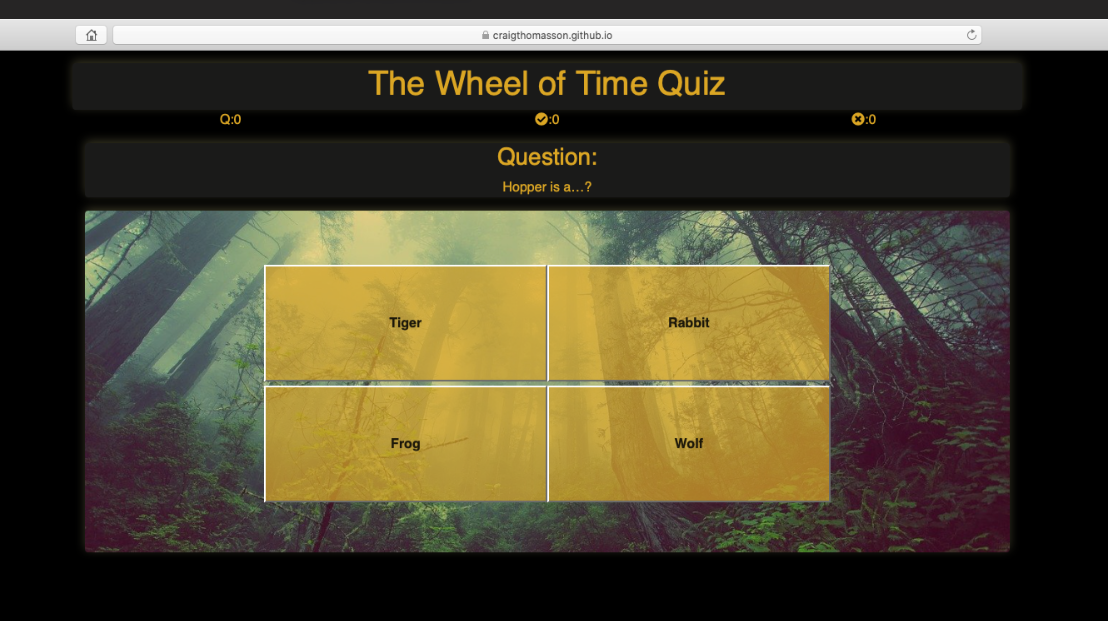 craigthomasson.github.io
The Wheel of Time Quiz
Q:0 :0 :0
Question:
Hopper is a...?
Tiger Rabbit
Frog Wolf